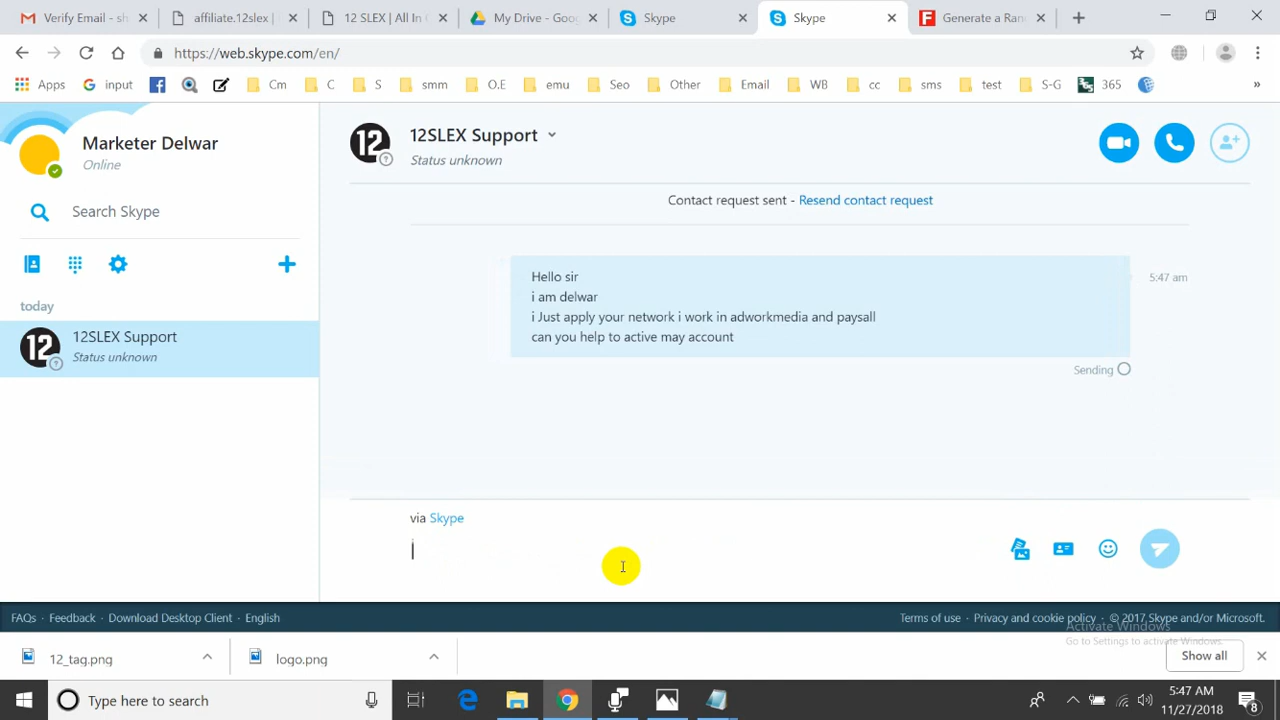 Verify Email - sh
affiliate.12slex
12 SLEX | All In C
My Drive - Goog
Skype
Skype
Generate a Ran
https://web.skype.com/en/
Apps
input
Cm
C
S
smm
O.E
emu
Seo
Other
Email
WB
cc
sms
test
S-G
365
»
Marketer Delwar
Online
Search Skype
today
12
12SLEX Support
Status unknown
12
12SLEX Support
Status unknown
Contact request sent - Resend contact request
Hello sir
i am delwar
i Just apply your network i work in adworkmedia and paysall
can you help to active may account
5:47 am
Sending
via Skype
FAQs · Feedback · Download Desktop Client · English
Terms of use · Privacy and cookie policy · © 2017 Skype and/or Microsoft.
Activate Windows
Go to Settings to activate Windows.
12_tag.png
logo.png
Show all
Type here to search
5:47 AM
11/27/2018
8